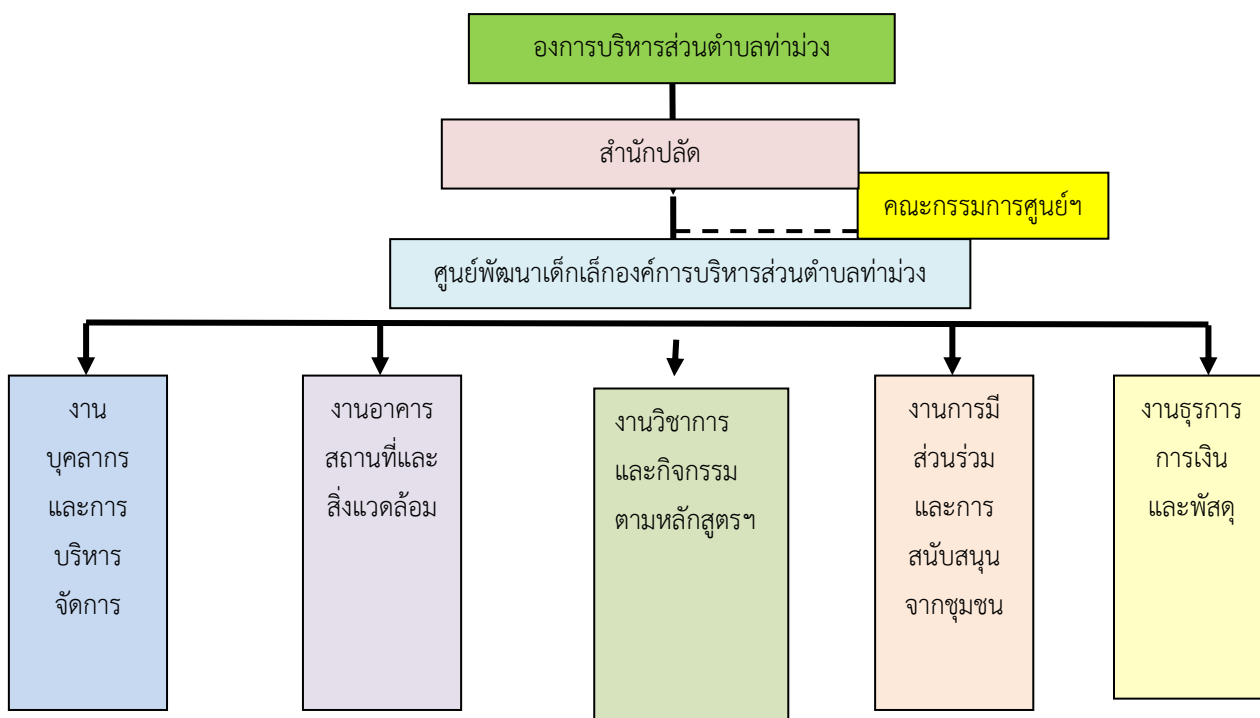 องการบริหารส่วนตำบลท่าม่วง
สำนักปลัด
คณะกรรมการศูนย์ฯ
ศูนย์พัฒนาเด็กเล็กองค์การบริหารส่วนตำบลท่าม่วง
งาน
บุคลากร
และการ
บริหาร
จัดการ
งานอาคาร
สถานที่และ
สิ่งแวดล้อม
งานวิชาการ
และกิจกรรม
ตามหลักสูตรฯ
งานการมี
ส่วนร่วม
และการ
สนับสนุน
จากชุมชน
งานธุรการ
การเงิน
และพัสดุ